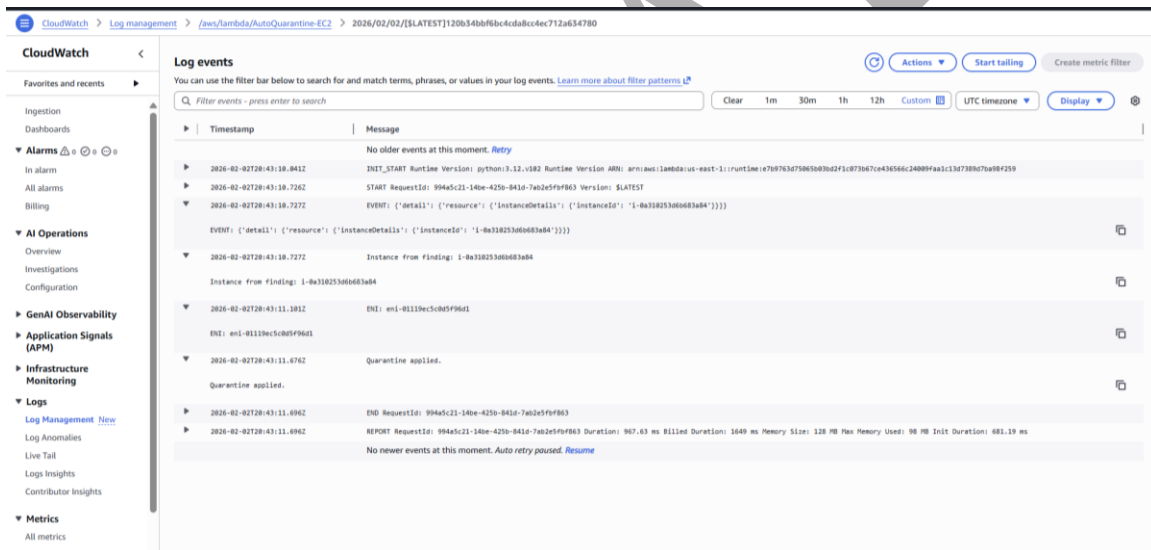 CloudWatch > Log management > /aws/lambda/AutoQuarantine-EC2 > 2026/02/02/[$LATEST]120b34bbf6bc4cda8cc4ec712a634780
CloudWatch
Favorites and recents
Ingestion
Dashboards
Alarms 0 0 0
In alarm
All alarms
Billing
AI Operations
Overview
Investigations
Configuration
GenAI Observability
Application Signals
(APM)
Infrastructure
Monitoring
Logs
Log Management New
Log Anomalies
Live Tail
Logs Insights
Contributor Insights
Metrics
All metrics
Log events
Actions
Start tailing
Create metric filter
You can use the filter bar below to search for and match terms, phrases, or values in your log events. Learn more about filter patterns
Filter events - press enter to search
Clear 1m 30m 1h 12h Custom UTC timezone Display
Timestamp Message
No older events at this moment. Retry
2026-02-02T20:43:10.041Z INIT_START Runtime Version: python:3.12.v102 Runtime Version ARN:
2026-02-02T20:43:10.726Z START RequestId: 994a5c21-14be-425b-841d-7ab2e5fbf863 Version: $LATEST
2026-02-02T20:43:10.727Z EVENT: {'detail': {'resource': {'instanceDetails': {'instanceId': 'i-0a310253d6b683a84'}}}}
EVENT: {'detail': {'resource': {'instanceDetails': {'instanceId': 'i-0a310253d6b683a84'}}}}
2026-02-02T20:43:10.727Z Instance from finding: i-0a310253d6b683a84
Instance from finding: i-0a310253d6b683a84
2026-02-02T20:43:11.101Z ENI: eni-01119ec5c0d5f96d1
ENI: eni-01119ec5c0d5f96d1
2026-02-02T20:43:11.676Z Quarantine applied.
Quarantine applied.
2026-02-02T20:43:11.696Z END RequestId: 994a5c21-14be-425b-841d-7ab2e5fbf863
2026-02-02T20:43:11.696Z REPORT RequestId: 994a5c21-14be-425b-841d-7ab2e5fbf863 Duration: 967.63 ms Billed Duration: 1649 ms Memory Size: 128 MB Max Memory Used: 98 MB Init Duration: 681.19 ms
No newer events at this moment. Auto retry paused. Resume